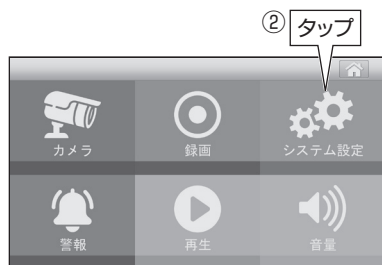 ② タップ
カメラ 録画 システム設定
警報 再生 音量